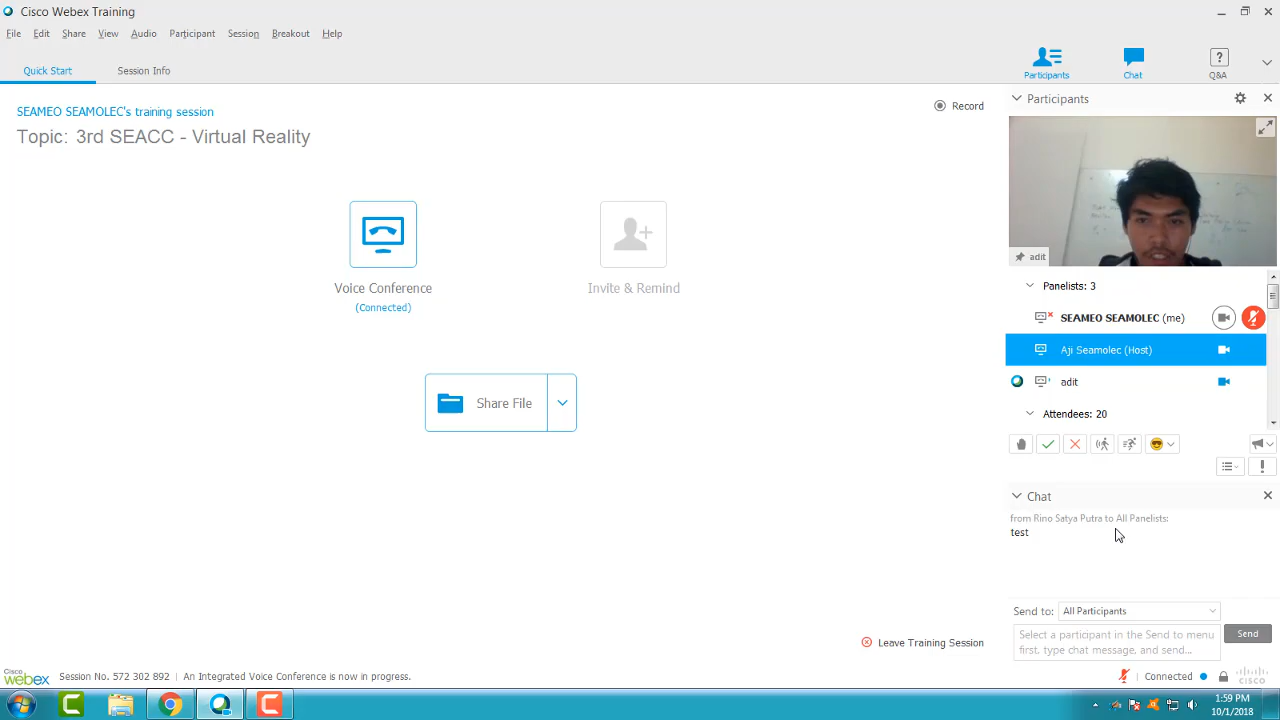 Cisco Webex Training
File Edit Share View Audio Participant Session Breakout Help
Quick Start Session Info
Participants Chat Q&A
SEAMEO SEAMOLEC's training session
Topic: 3rd SEACC - Virtual Reality
Record
Voice Conference
(Connected)
Invite & Remind
Share File
Leave Training Session
Participants
adit
Panelists: 3
SEAMEO SEAMOLEC (me)
Aji Seamolec (Host)
adit
Attendees: 20
Chat
from Rino Satya Putra to All Panelists:
test
Send to: All Participants
Select a participant in the Send to menu
first, type chat message, and send...
Send
Cisco
webex
Session No. 572 302 892 | An Integrated Voice Conference is now in progress.
Connected
cisco
1:59 PM
10/1/2018